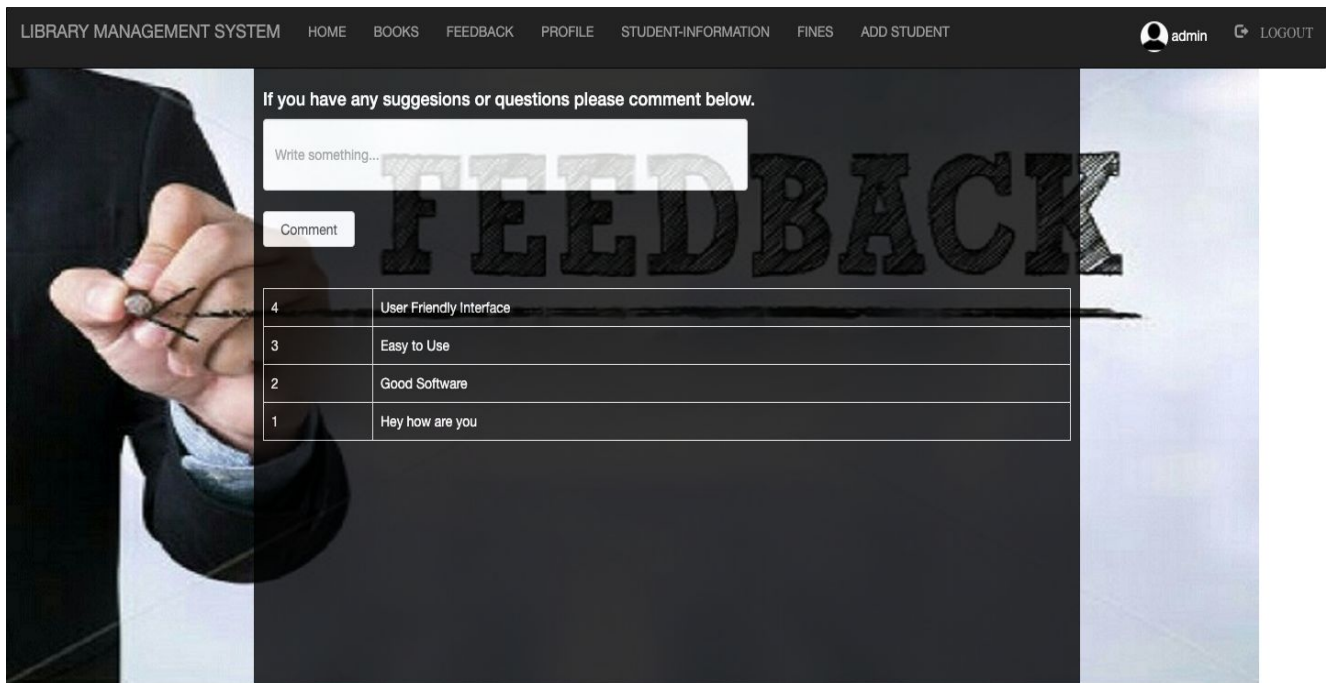 LIBRARY MANAGEMENT SYSTEM HOME BOOKS FEEDBACK PROFILE STUDENT-INFORMATION FINES ADD STUDENT admin LOGOUT
If you have any suggesions or questions please comment below.
Write something...
FEEDBACK
Comment
4 User Friendly Interface
3 Easy to Use
2 Good Software
1 Hey how are you